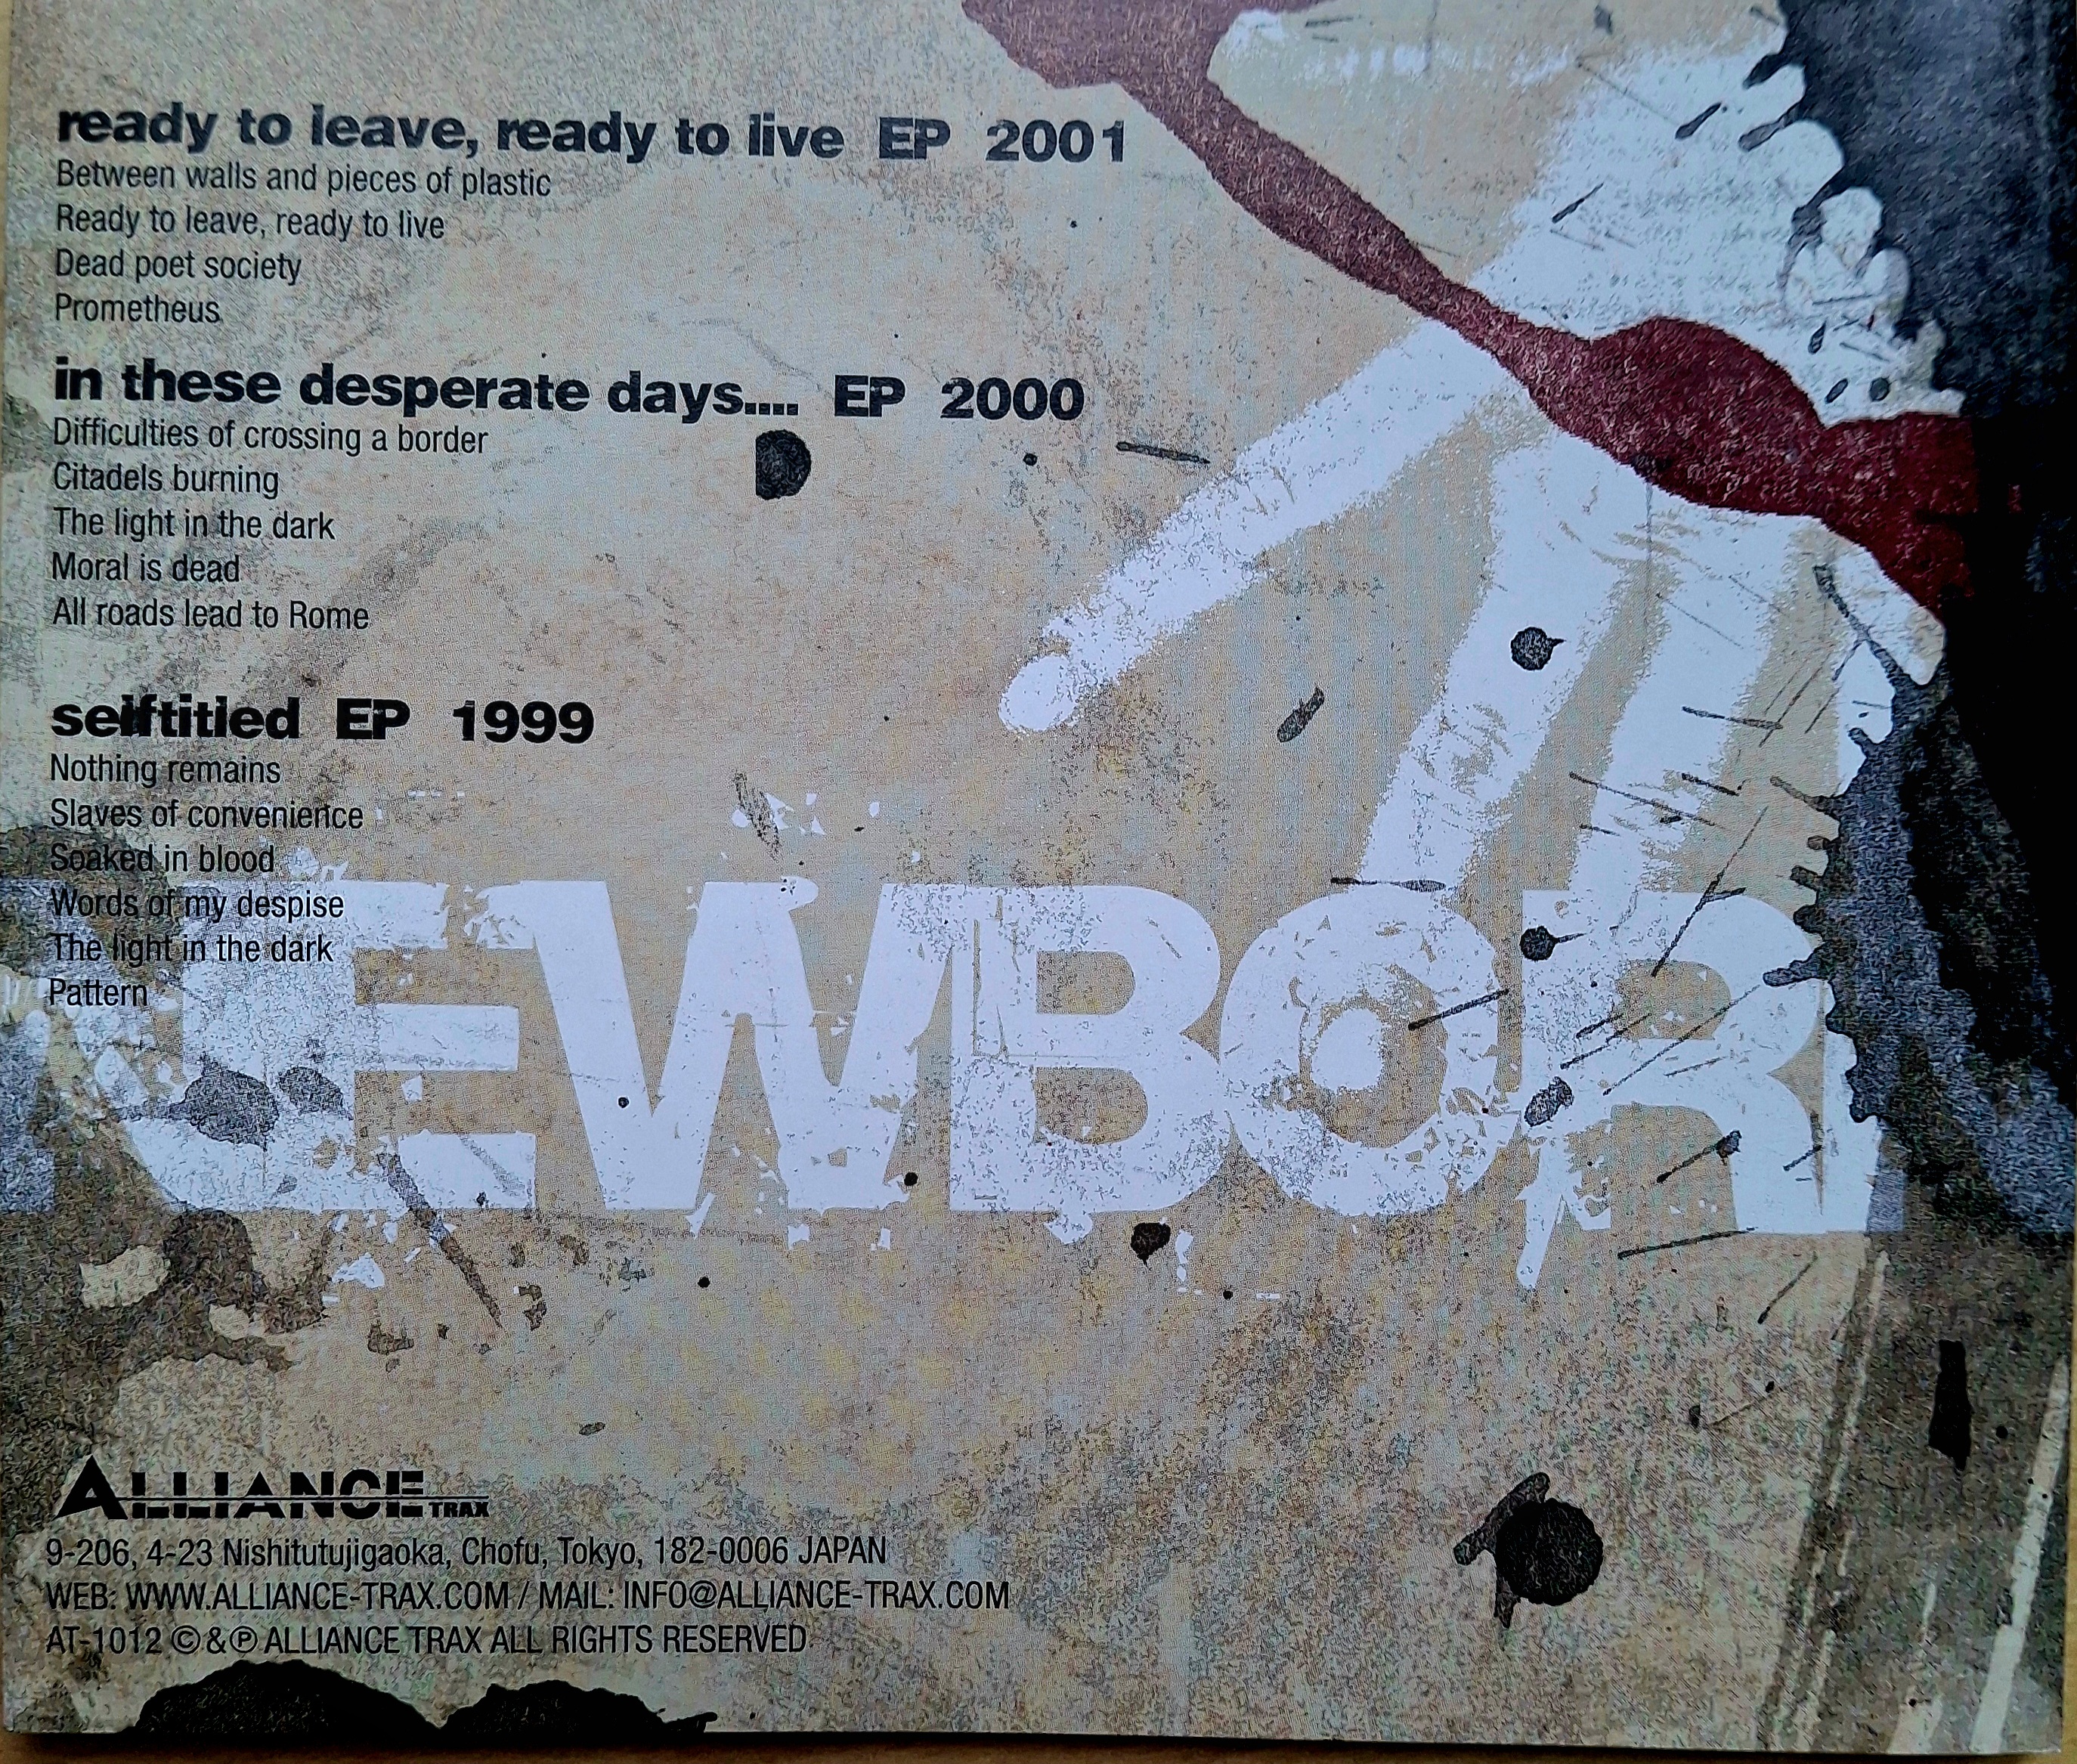 ready to leave, ready to live EP 2001
Between walls and pieces of plastic
Ready to leave, ready to live
Dead poet society
Prometheus
in these desperate days.... EP 2000
Difficulties of crossing a border
Citadels burning
The light in the dark
Moral is dead
All roads lead to Rome
selftitled EP 1999
Nothing remains
Slaves of convenience
Soaked in blood
Words of my despise
The light in the dark
Pattern
EWBOR
ALLIANCE TRAX
9-206, 4-23 Nishitutujigaoka, Chofu, Tokyo, 182-0006 JAPAN
WEB: WWW.ALLIANCE-TRAX.COM / MAIL: INFO@ALLIANCE-TRAX.COM
AT-1012 ©&℗ ALLIANCE TRAX ALL RIGHTS RESERVED